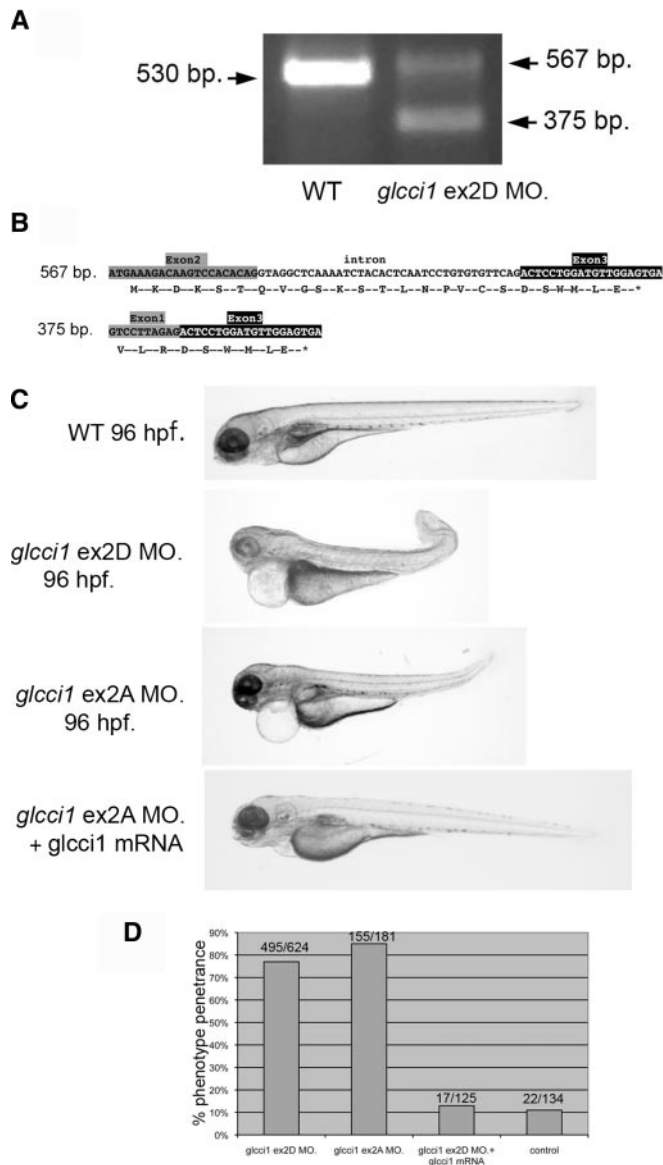 A
530 bp.
567 bp.
375 bp.
WT
glcci1 ex2D MO.
B
Exon2
intron
Exon3
567 bp.
ATGAAAGACAAGTCCACACAGGTAGGCTCAAAATCTACACTCAATCCTGTGTGTTCAGACTCCTGGATGTTGGAGTGA
M--K--D--K--S--T--Q--V--G--S--K--S--T--L--N--P--V--C--S--D--S--W--M--L--E--*
Exon1
Exon3
375 bp.
GTCCTTAGAGACTCCTGGATGTTGGAGTGA
V--L--R--D--S--W--M--L--E--*
C
WT 96 hpf.
glcci1 ex2D MO.
96 hpf.
glcci1 ex2A MO.
96 hpf.
glcci1 ex2A MO.
+ glcci1 mRNA
D
% phenotype penetrance
90%
80%
70%
60%
50%
40%
30%
20%
10%
0%
495/624
155/181
17/125
22/134
glcci1 ex2D MO.
glcci1 ex2A MO.
glcci1 ex2D MO.+
glcci1 mRNA
control